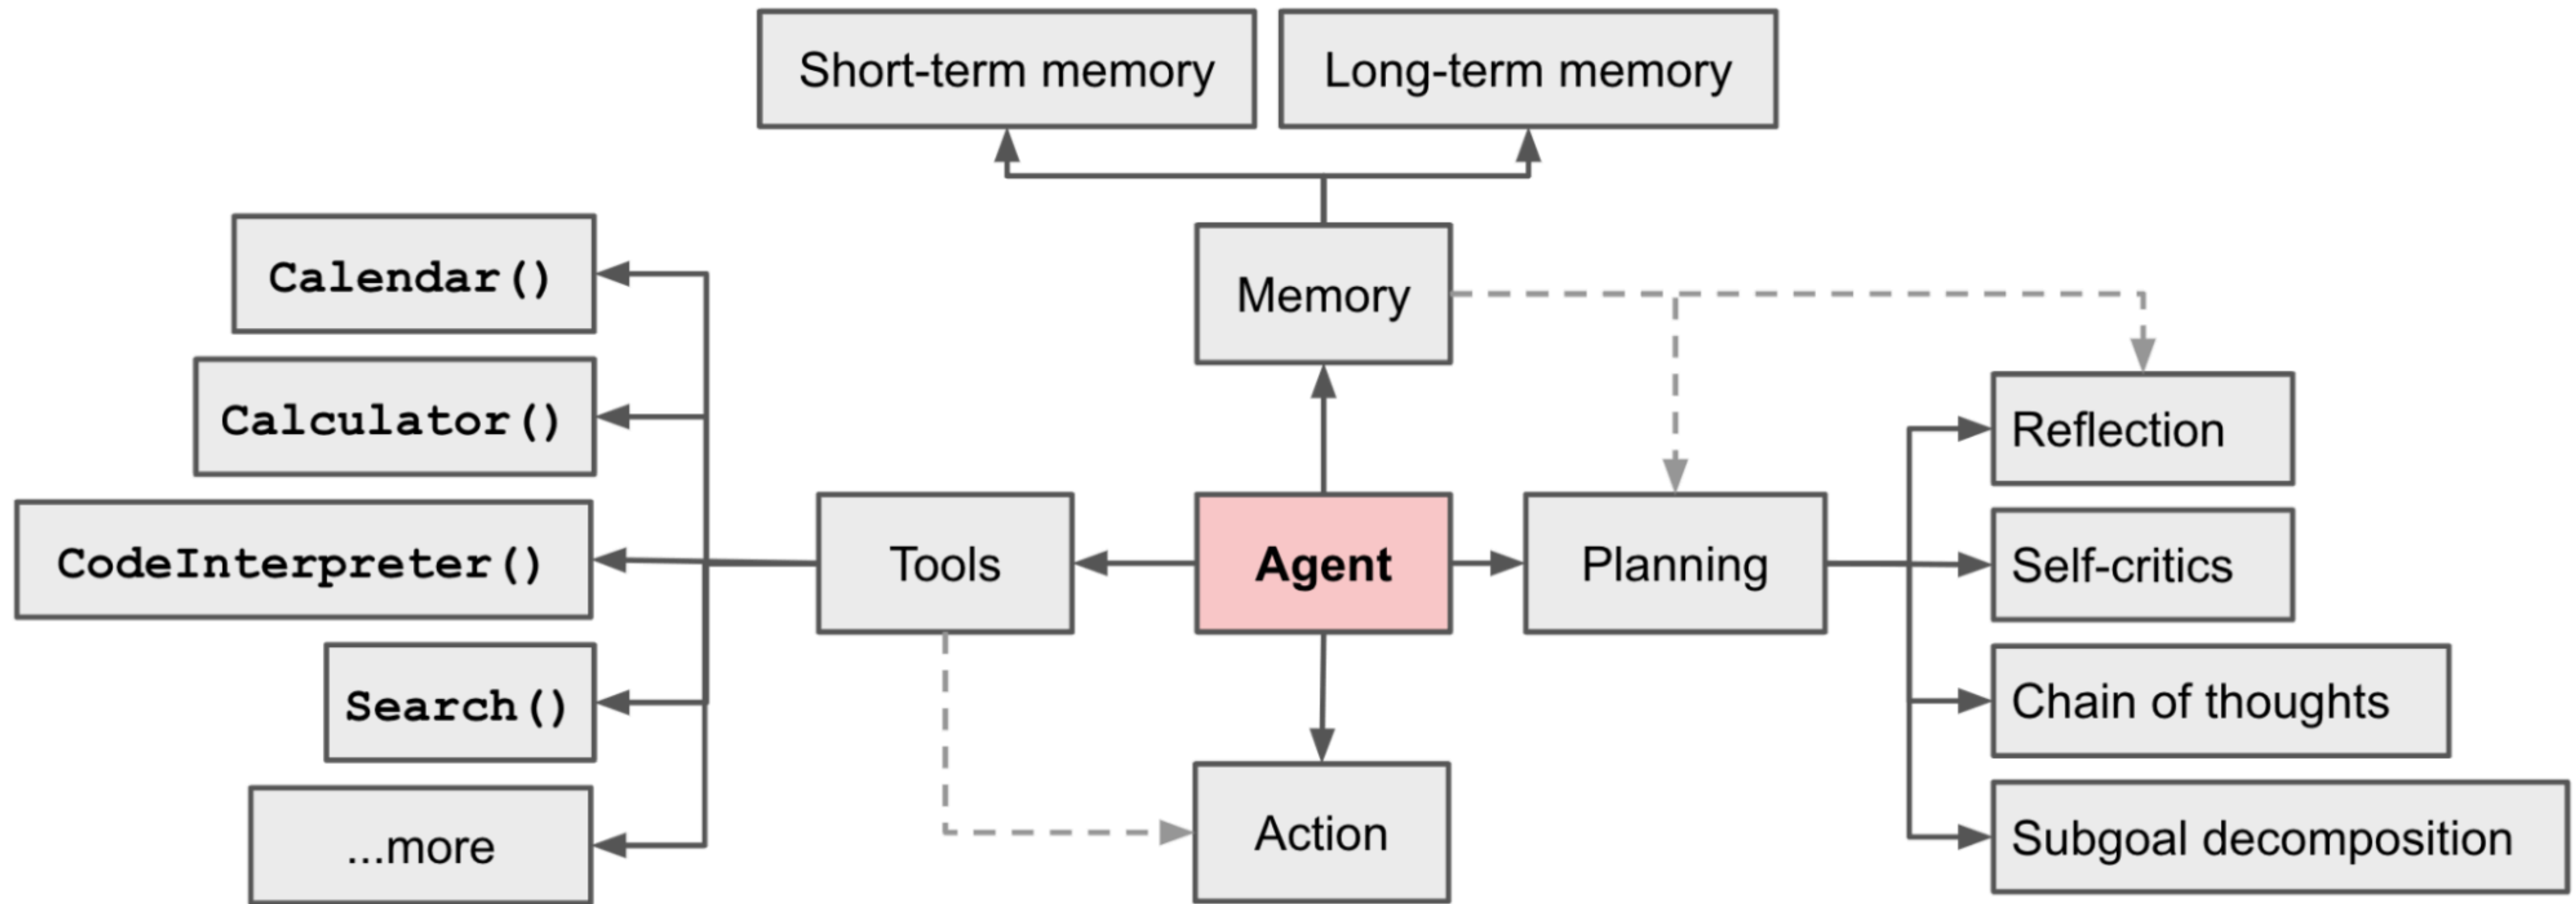 Short-term memory
Long-term memory
Calendar()
Memory
Calculator()
Reflection
CodeInterpreter()
Tools
Agent
Planning
Self-critics
Search()
Chain of thoughts
...more
Action
Subgoal decomposition